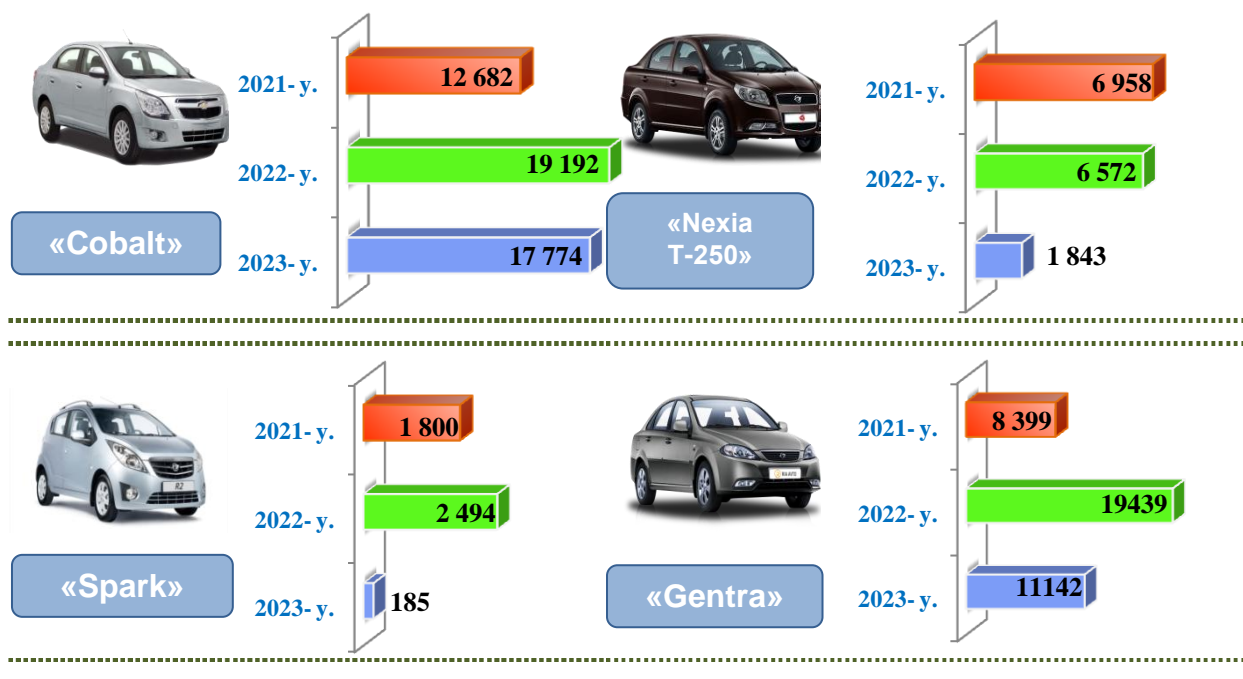 2021- y.
12 682
2022- y.
19 192
2023- y.
17 774
«Cobalt»
2021- y.
6 958
2022- y.
6 572
2023- y.
1 843
«Nexia
T-250»
2021- y.
1 800
2022- y.
2 494
2023- y.
185
R2
«Spark»
2021- y.
8 399
2022- y.
19439
2023- y.
11142
«Gentra»